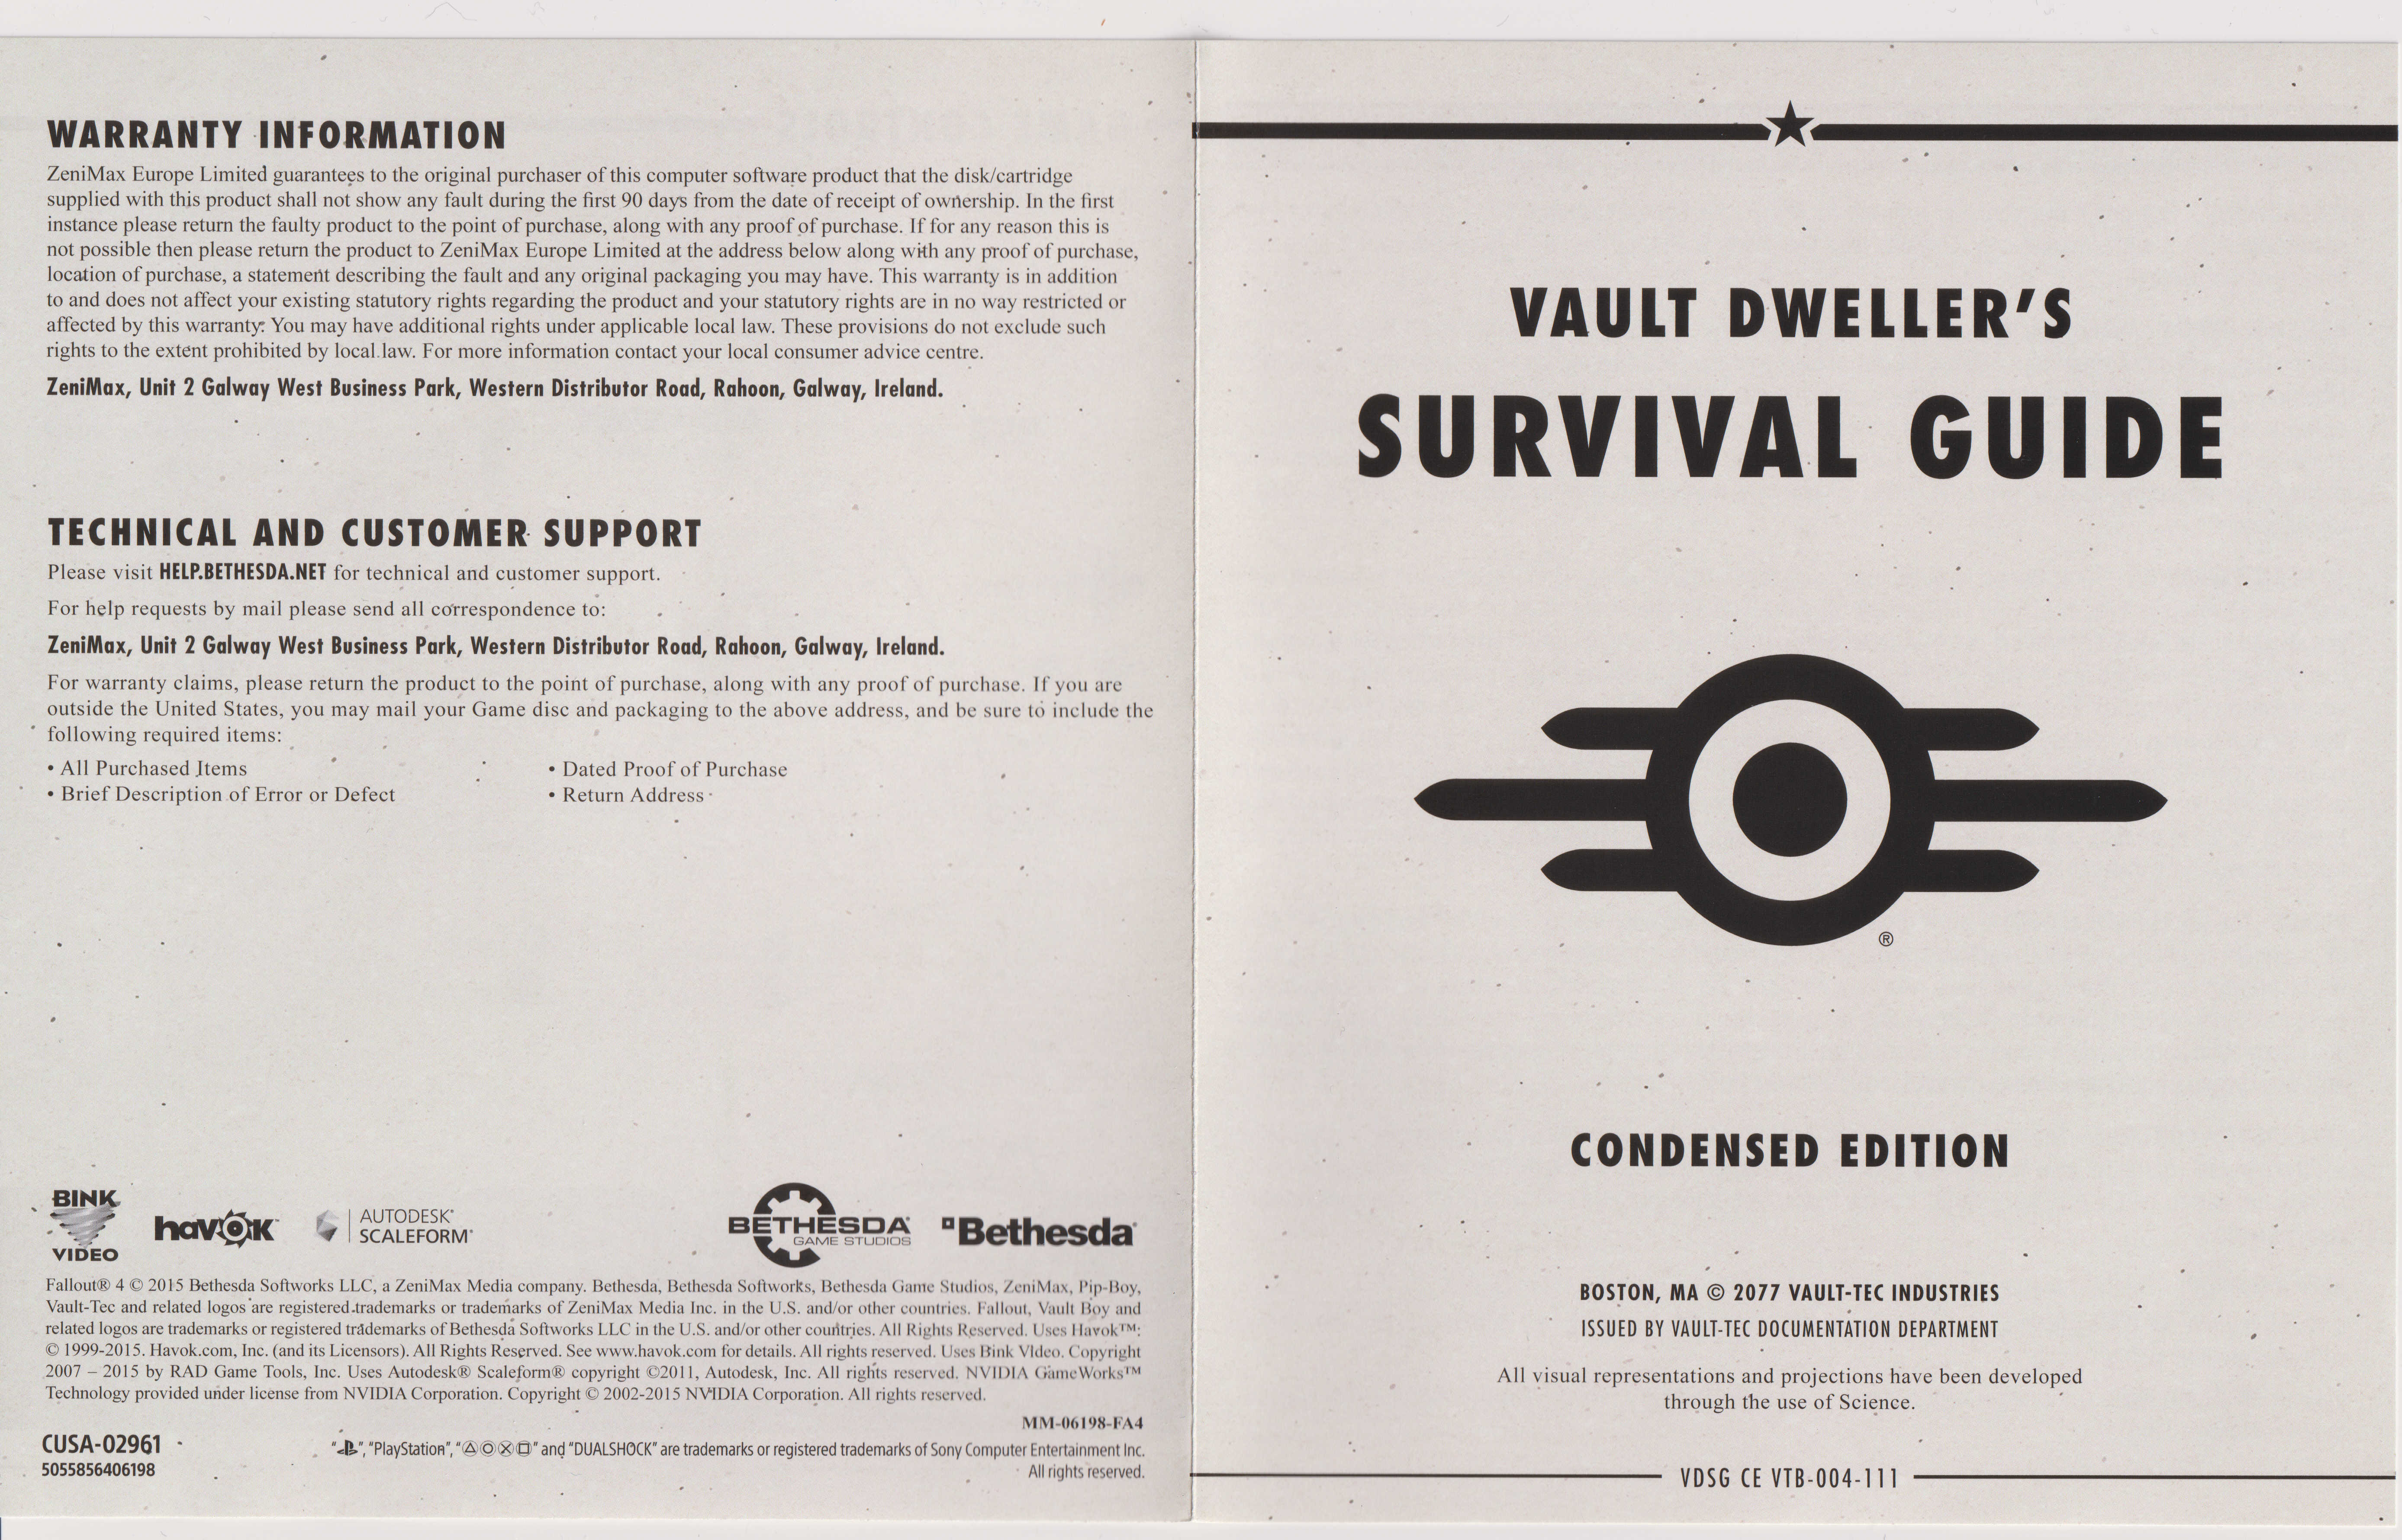 WARRANTY INFORMATION
ZeniMax Europe Limited guarantees to the original purchaser of this computer software product that the disk/cartridge
supplied with this product shall not show any fault during the first 90 days from the date of receipt of ownership. In the first
instance please return the faulty product to the point of purchase, along with any proof of purchase. If for any reason this is
not possible then please return the product to ZeniMax Europe Limited at the address below along with any proof of purchase,
location of purchase, a statement describing the fault and any original packaging you may have. This warranty is in addition
to and does not affect your existing statutory rights regarding the product and your statutory rights are in no way restricted or
affected by this warranty. You may have additional rights under applicable local law. These provisions do not exclude such
rights to the extent prohibited by local law. For more information contact your local consumer advice centre.
ZeniMax, Unit 2 Galway West Business Park, Western Distributor Road, Rahoon, Galway, Ireland.
TECHNICAL AND CUSTOMER SUPPORT
Please visit HELP.BETHESDA.NET for technical and customer support.
For help requests by mail please send all correspondence to:
ZeniMax, Unit 2 Galway West Business Park, Western Distributor Road, Rahoon, Galway, Ireland.
For warranty claims, please return the product to the point of purchase, along with any proof of purchase. If you are
outside the United States, you may mail your Game disc and packaging to the above address, and be sure to include the
following required items:
• All Purchased Items
• Brief Description of Error or Defect
• Dated Proof of Purchase
• Return Address
BINK
VIDEO
havok™
AUTODESK®
SCALEFORM®
BETHESDA®
GAME STUDIOS
Bethesda®
Fallout® 4 © 2015 Bethesda Softworks LLC, a ZeniMax Media company. Bethesda, Bethesda Softworks, Bethesda Game Studios, ZeniMax, Pip-Boy,
Vault-Tec and related logos are registered trademarks or trademarks of ZeniMax Media Inc. in the U.S. and/or other countries. Fallout, Vault Boy and
related logos are trademarks or registered trademarks of Bethesda Softworks LLC in the U.S. and/or other countries. All Rights Reserved. Uses Havok™:
© 1999-2015. Havok.com, Inc. (and its Licensors). All Rights Reserved. See www.havok.com for details. All rights reserved. Uses Bink VIdeo. Copyright
2007 – 2015 by RAD Game Tools, Inc. Uses Autodesk® Scaleform® copyright ©2011, Autodesk, Inc. All rights reserved. NVIDIA GameWorks™
Technology provided under license from NVIDIA Corporation. Copyright © 2002-2015 NVIDIA Corporation. All rights reserved.
MM-06198-FA4
CUSA-02961
5055856406198
"", "PlayStation", "△○✕□" and "DUALSHOCK" are trademarks or registered trademarks of Sony Computer Entertainment Inc.
All rights reserved.
VAULT DWELLER'S
SURVIVAL GUIDE
®
CONDENSED EDITION
BOSTON, MA © 2077 VAULT-TEC INDUSTRIES
ISSUED BY VAULT-TEC DOCUMENTATION DEPARTMENT
All visual representations and projections have been developed
through the use of Science.
VDSG CE VTB-004-111